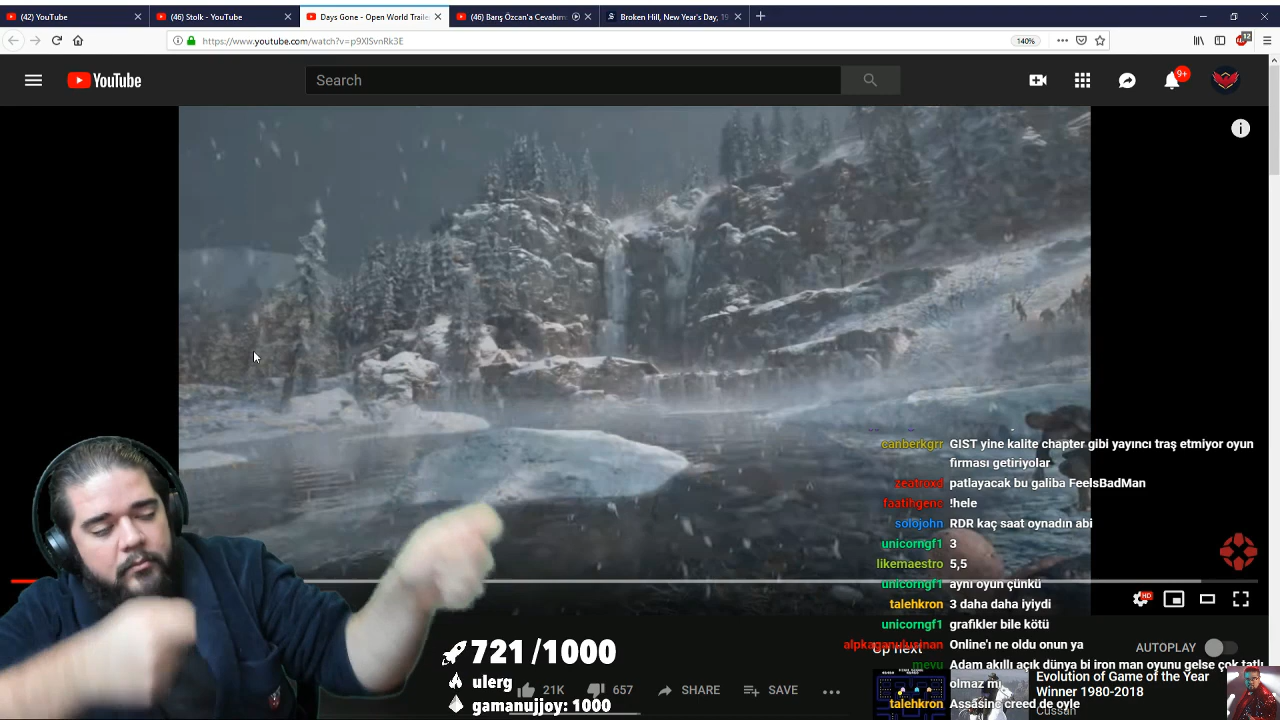 (42) YouTube
(46) Stolk - YouTube
Days Gone - Open World Traile
(46) Barış Özcan'a Cevabım
Broken Hill, New Year's Day, 19
https://www.youtube.com/watch?v=p9XlSvnRk3E
140%
12
YouTube
Search
9+
canberkgrr GIST yine kalite chapter gibi yayıncı traş etmiyor oyun
firması getiriyolar
zeatroxd patlayacak bu galiba FeelsBadMan
faatihgenc !hele
solojohn RDR kaç saat oynadın abi
unicorngf1 3
likemaestro 5,5
unicorngf1 aynı oyun çünkü
talehkron 3 daha daha iyiydi
unicorngf1 grafikler bile kötü
alpkaganulusinan Online'ı ne oldu onun ya
mevu Adam akıllı açık dünya bi iron man oyunu gelse çok tatlı
olmaz mı
talehkron Assasine creed de oyle
HD
Up next
AUTOPLAY
721 /1000
ulerg
gamanujjoy: 1000
21K
657
SHARE
SAVE
Evolution of Game of the Year
Winner 1980-2018
Cussan